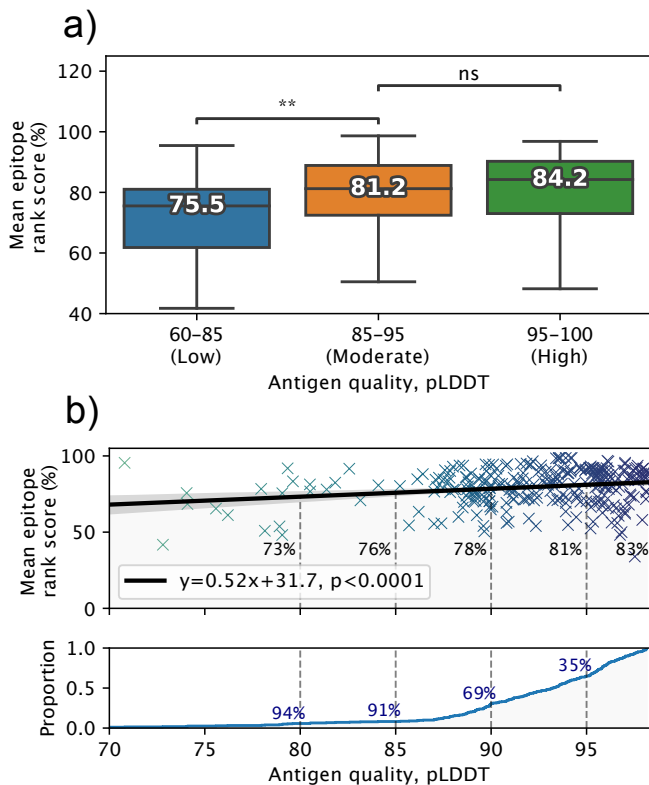 a)
120
100
80
60
40
Mean epitope
rank score (%)
**
ns
75.5
81.2
84.2
60–85
(Low)
85–95
(Moderate)
95–100
(High)
Antigen quality, pLDDT
b)
100
50
0
Mean epitope
rank score (%)
73%
76%
78%
81%
83%
y=0.52x+31.7, p<0.0001
1.0
0.5
0.0
Proportion
94%
91%
69%
35%
70
75
80
85
90
95
Antigen quality, pLDDT